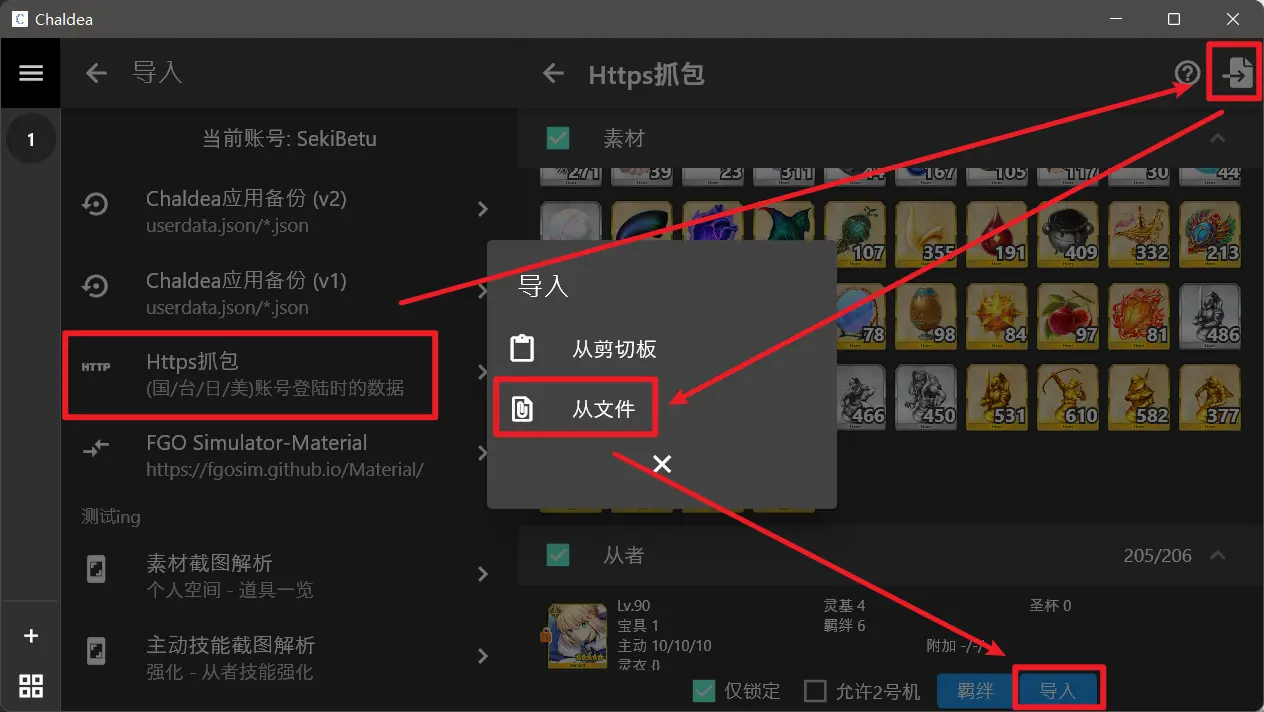 Chaldea
导入
Https抓包
1
当前账号: SekiBetu
Chaldea应用备份 (v2)
userdata.json/*.json
Chaldea应用备份 (v1)
userdata.json/*.json
HTTP
Https抓包
(国/台/日/美)账号登陆时的数据
FGO Simulator-Material
https://fgosim.github.io/Material/
测试ing
素材截图解析
个人空间 - 道具一览
主动技能截图解析
强化 - 从者技能强化
素材
271 39 23 311 167 105 117 30 44
107 355 191 409 332 213
78 98 84 97 81 486
466 450 531 610 582 377
导入
从剪切板
从文件
从者
205/206
Lv.90
宝具 1
主动 10/10/10
灵衣 0
灵基 4
羁绊 6
圣杯 0
附加 -/-/
仅锁定
允许2号机
羁绊
导入